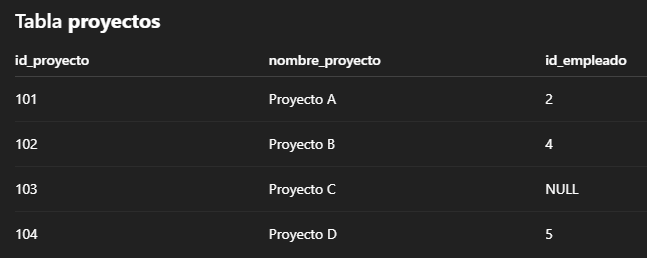 Tabla proyectos
id_proyecto nombre_proyecto id_empleado
101 Proyecto A 2
102 Proyecto B 4
103 Proyecto C NULL
104 Proyecto D 5